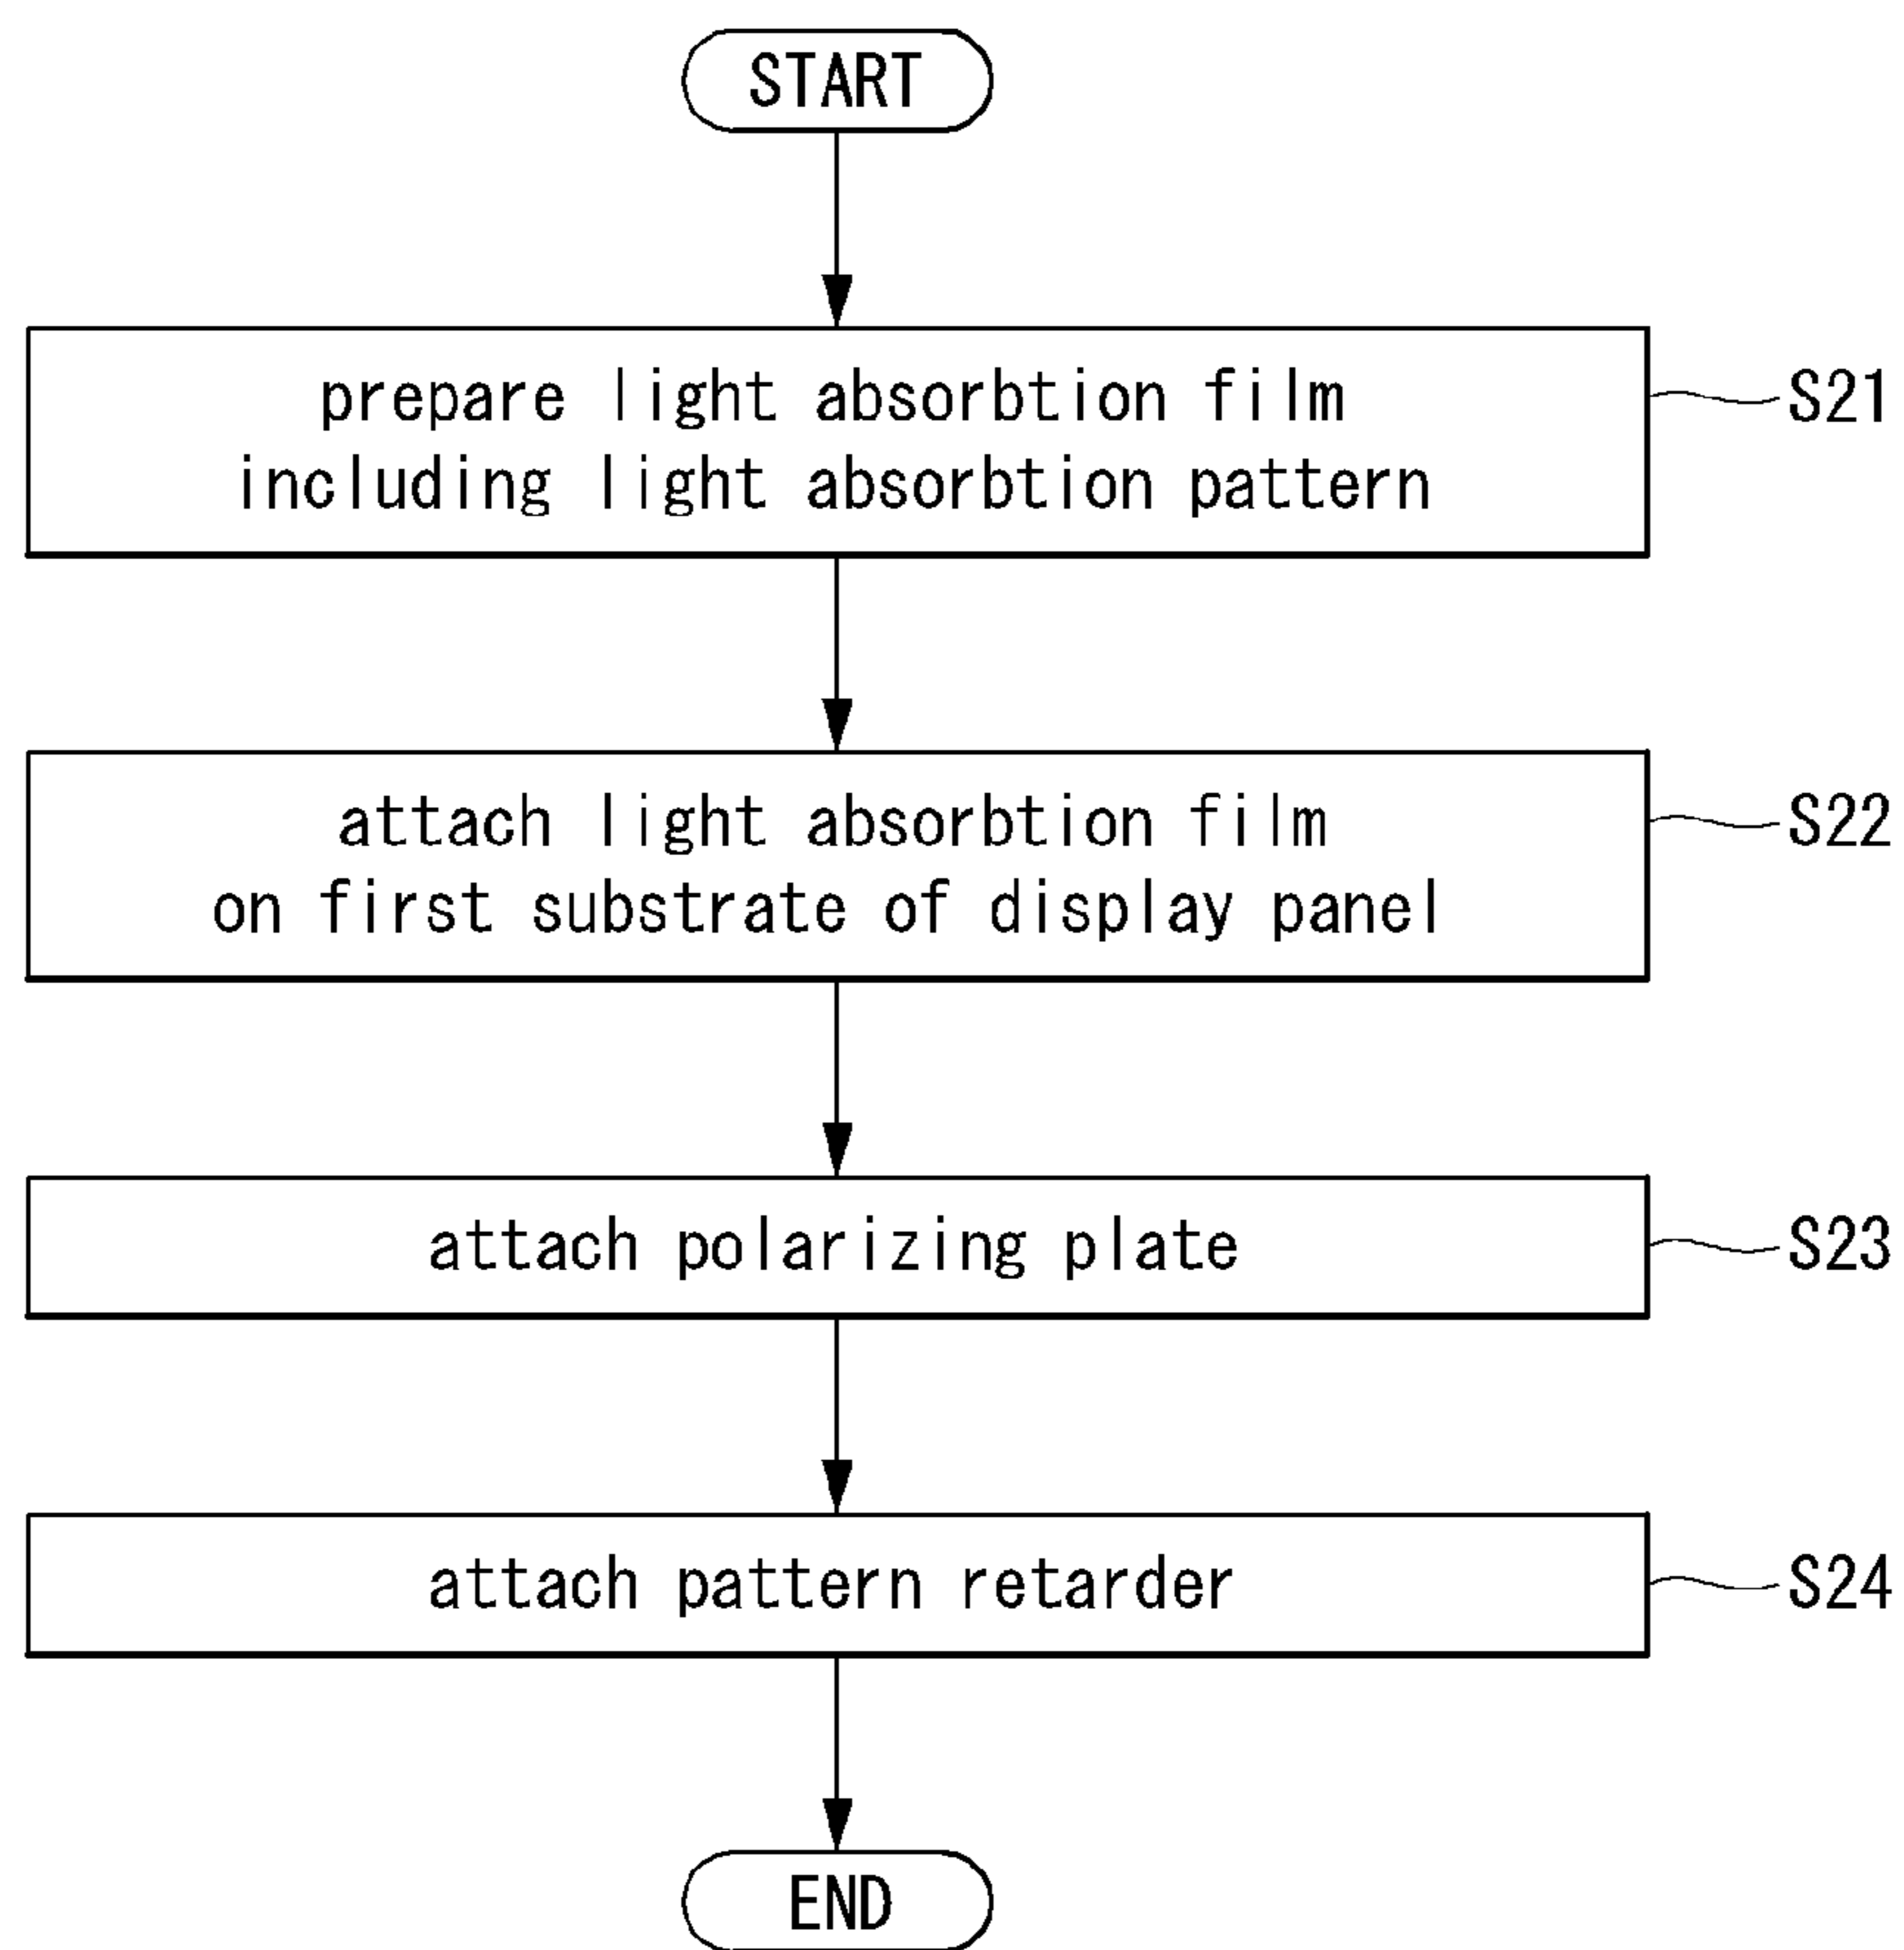 START
prepare light absorbtion film
including light absorbtion pattern
S21
attach light absorbtion film
on first substrate of display panel
S22
attach polarizing plate
S23
attach pattern retarder
S24
END